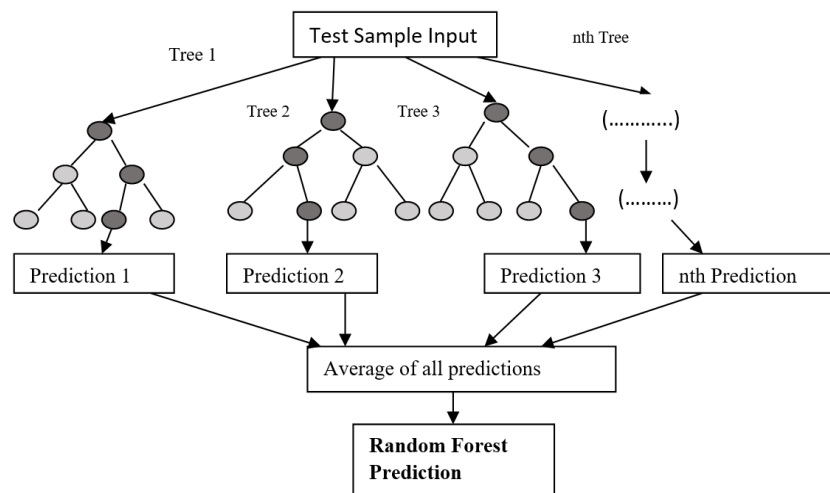 Test Sample Input
nth Tree
Tree 1
Tree 2
Tree 3
(...........)
(.........)
Prediction 1
Prediction 2
Prediction 3
nth Prediction
Average of all predictions
Random Forest
Prediction